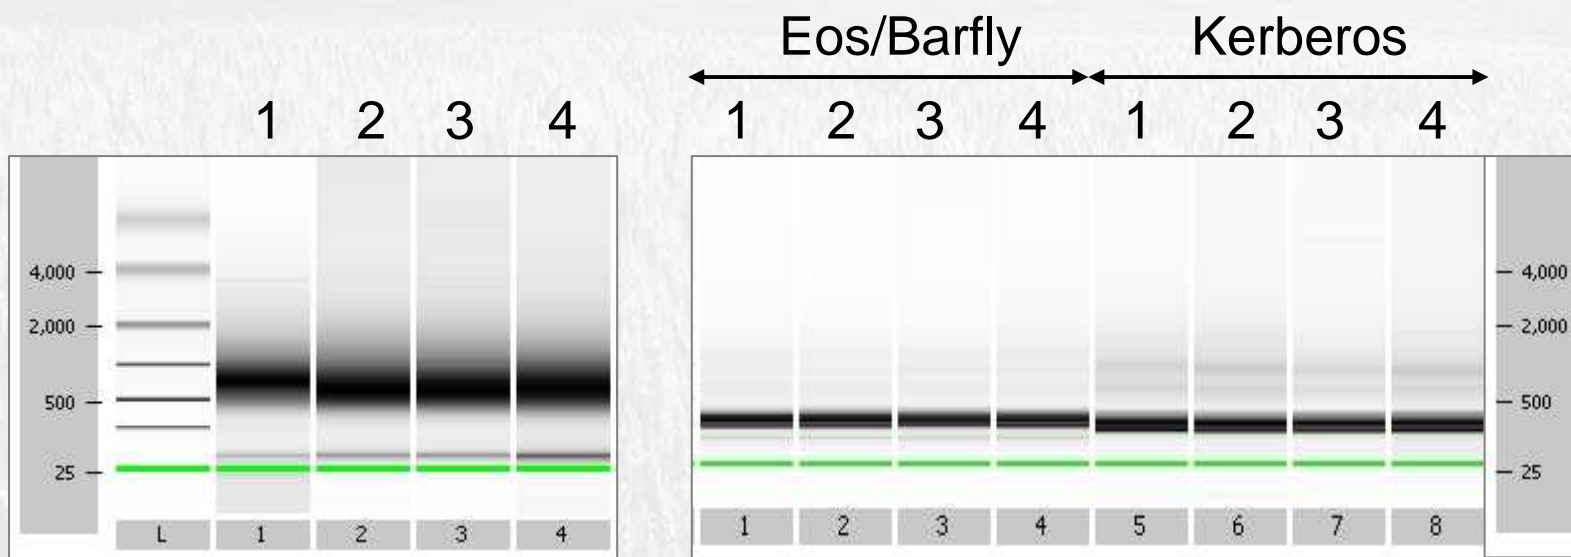 Eos/Barfly Kerberos
1 2 3 4 1 2 3 4 1 2 3 4
4,000 4,000
2,000 2,000
500 500
25 25
L 1 2 3 4 1 2 3 4 5 6 7 8